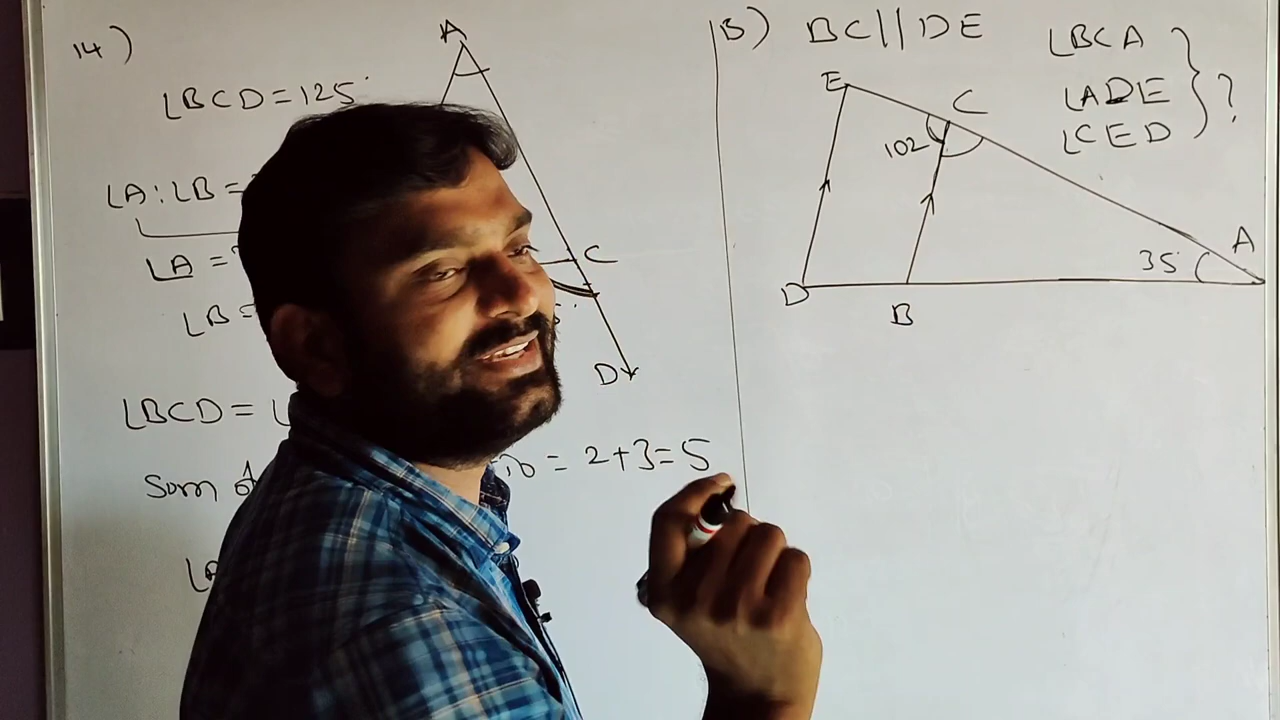 14)
∠BCD = 125°
A
∠A : ∠B =
∠A =
∠B =
C
D
∠BCD = ∠
Sum of
= 2+3=5
15) BC // DE
∠BCA
∠ADE
∠CED
?
E
C
102
A
35°
D
B